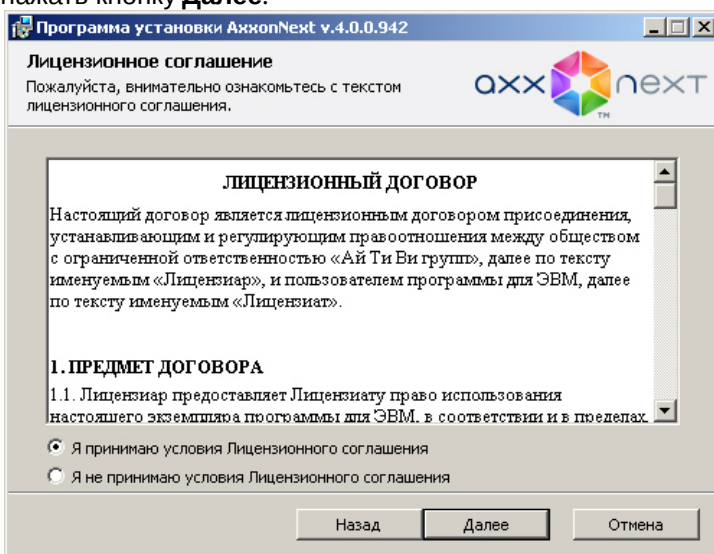 нажать кнопку Далее.
Программа установки AxxonNext v.4.0.0.942
Лицензионное соглашение
Пожалуйста, внимательно ознакомьтесь с текстом
лицензионного соглашения.
axxonext
TM
ЛИЦЕНЗИОННЫЙ ДОГОВОР
Настоящий договор является лицензионным договором присоединения,
устанавливающим и регулирующим правоотношения между обществом
с ограниченной ответственностью «Ай Ти Ви групп», далее по тексту
именуемым «Лицензиар», и пользователем программы для ЭВМ, далее
по тексту именуемым «Лицензиат».
1. ПРЕДМЕТ ДОГОВОРА
1.1. Лицензиар предоставляет Лицензиату право использования
настоящего экземпляра программы для ЭВМ, в соответствии и в пределах
Я принимаю условия Лицензионного соглашения
Я не принимаю условия Лицензионного соглашения
Назад
Далее
Отмена